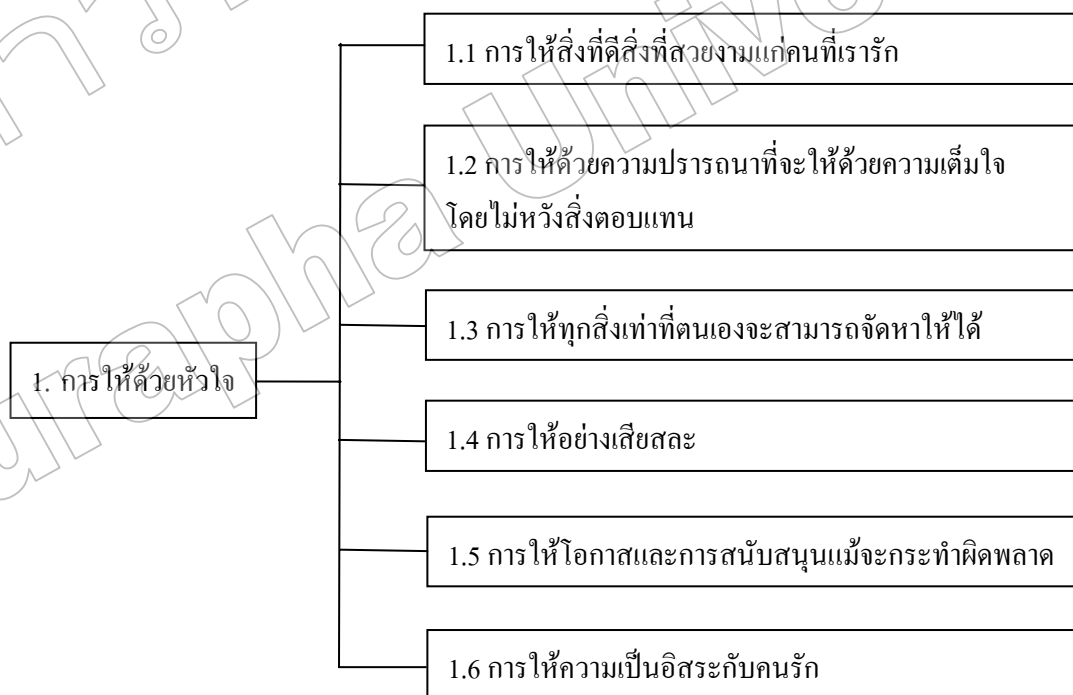 1.1 การให้สิ่งที่ดีสิ่งที่สวยงามแก่คนที่เรารัก
1.2 การให้ด้วยความปรารถนาที่จะให้ด้วยความเต็มใจ
โดยไม่หวังสิ่งตอบแทน
1.3 การให้ทุกสิ่งเท่าที่ตนเองจะสามารถจัดหาให้ได้
1. การให้ด้วยหัวใจ
1.4 การให้อย่างเสียสละ
1.5 การให้โอกาสและการสนับสนุนแม้จะกระทำผิดพลาด
1.6 การให้ความเป็นอิสระกับคนรัก